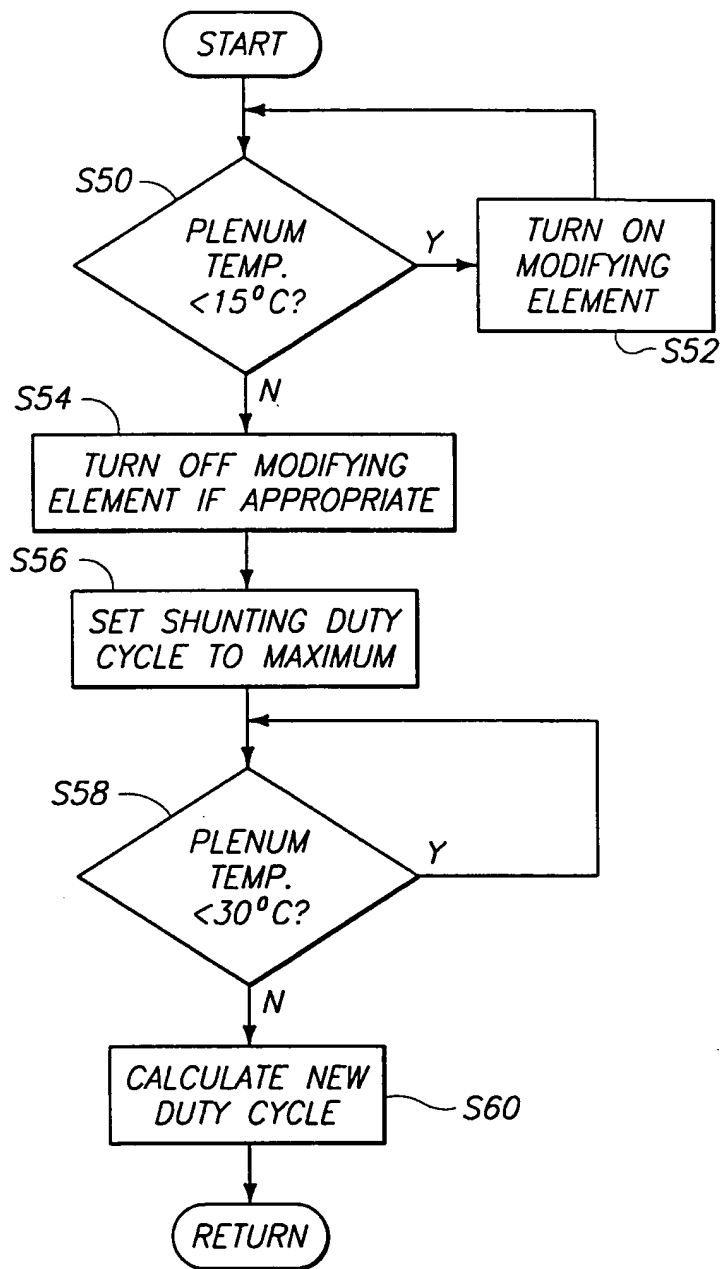 START
S50
PLENUM
TEMP.
<15°C?
Y
TURN ON
MODIFYING
ELEMENT
S52
N
S54
TURN OFF MODIFYING
ELEMENT IF APPROPRIATE
S56
SET SHUNTING DUTY
CYCLE TO MAXIMUM
S58
PLENUM
TEMP.
<30°C?
Y
N
CALCULATE NEW
DUTY CYCLE
S60
RETURN